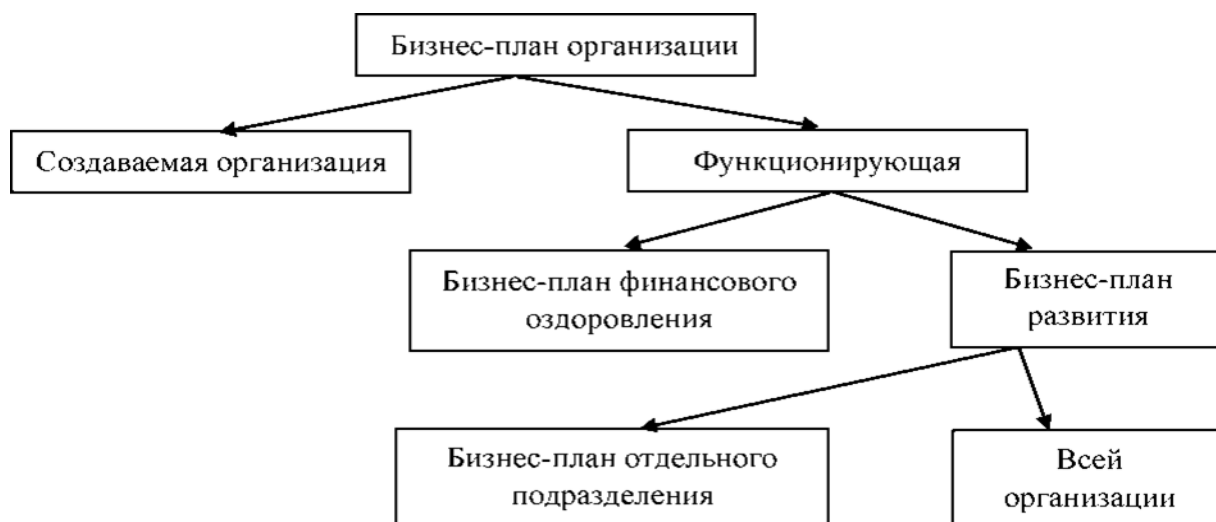 Бизнес-план организации
Создаваемая организация
Функционирующая
Бизнес-план финансового
оздоровления
Бизнес-план
развития
Бизнес-план отдельного
подразделения
Всей
организации